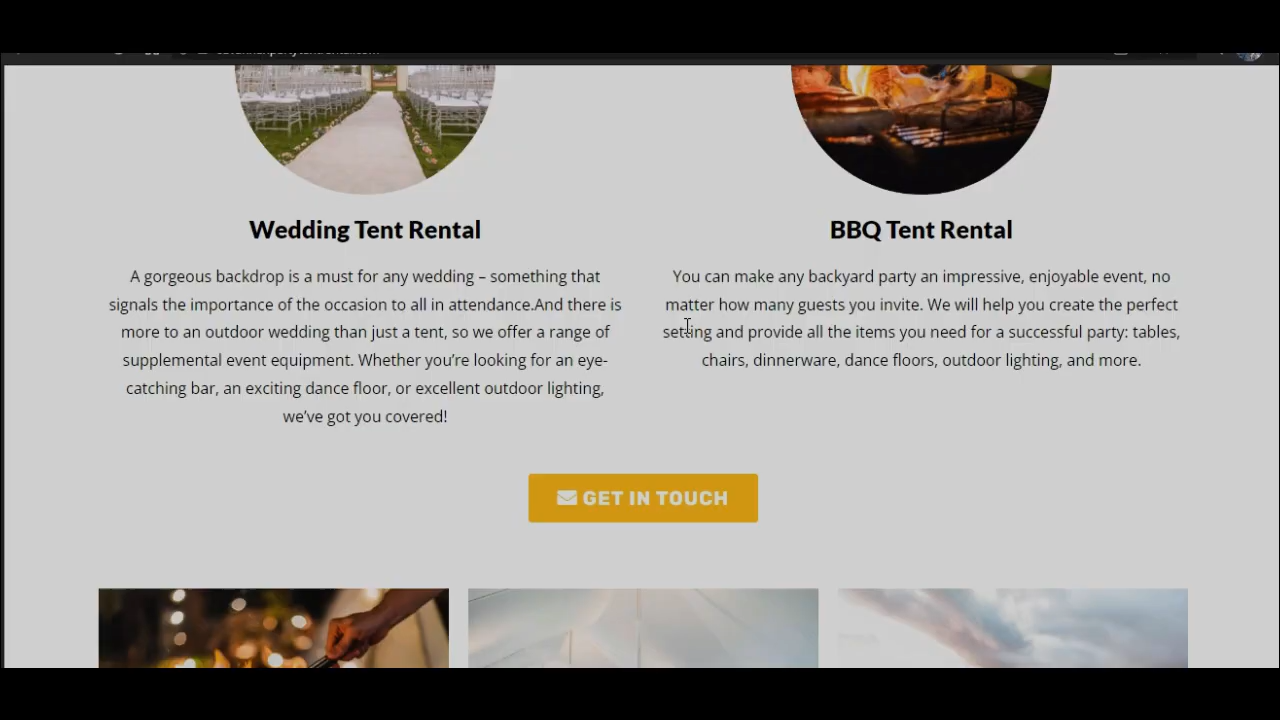 Wedding Tent Rental
A gorgeous backdrop is a must for any wedding – something that
signals the importance of the occasion to all in attendance.And there is
more to an outdoor wedding than just a tent, so we offer a range of
supplemental event equipment. Whether you're looking for an eye-
catching bar, an exciting dance floor, or excellent outdoor lighting,
we've got you covered!
BBQ Tent Rental
You can make any backyard party an impressive, enjoyable event, no
matter how many guests you invite. We will help you create the perfect
setting and provide all the items you need for a successful party: tables,
chairs, dinnerware, dance floors, outdoor lighting, and more.
GET IN TOUCH